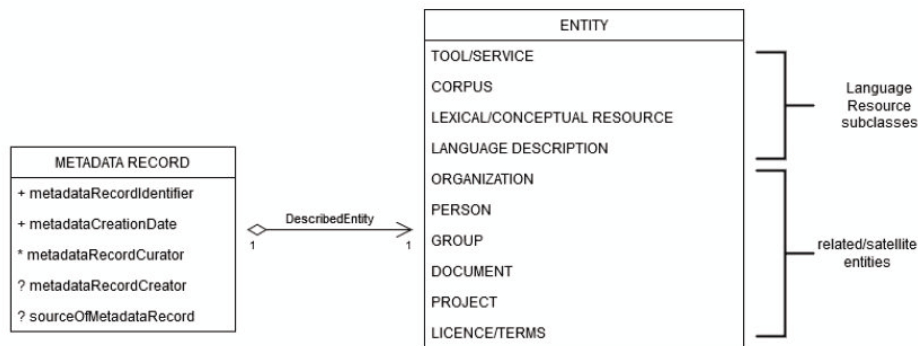 METADATA RECORD
+ metadataRecordIdentifier
+ metadataCreationDate
* metadataRecordCurator
? metadataRecordCreator
? sourceOfMetadataRecord
DescribedEntity
1
1
ENTITY
TOOL/SERVICE
CORPUS
LEXICAL/CONCEPTUAL RESOURCE
LANGUAGE DESCRIPTION
ORGANIZATION
PERSON
GROUP
DOCUMENT
PROJECT
LICENCE/TERMS
Language
Resource
subclasses
related/satellite
entities